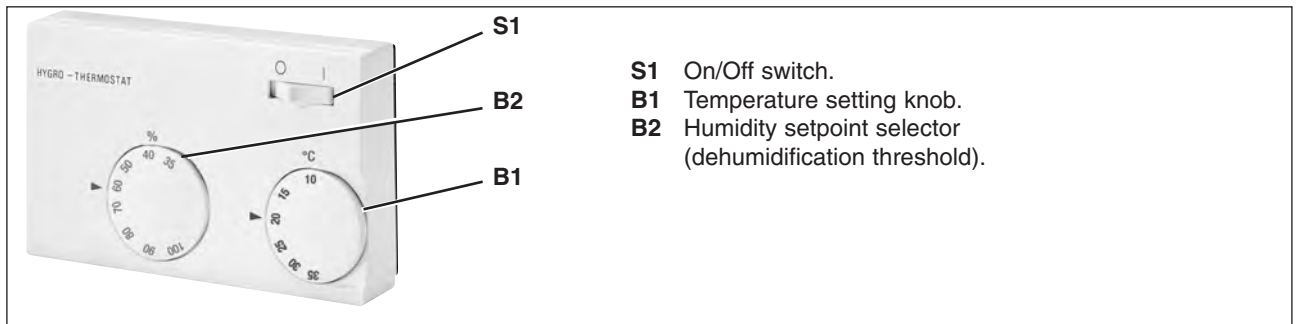 S1
HYGRO - THERMOSTAT
O I
B2
%
35
40
50
60
70
80
90
100
°C
10
15
20
25
30
35
B1
S1 On/Off switch.
B1 Temperature setting knob.
B2 Humidity setpoint selector
(dehumidification threshold).